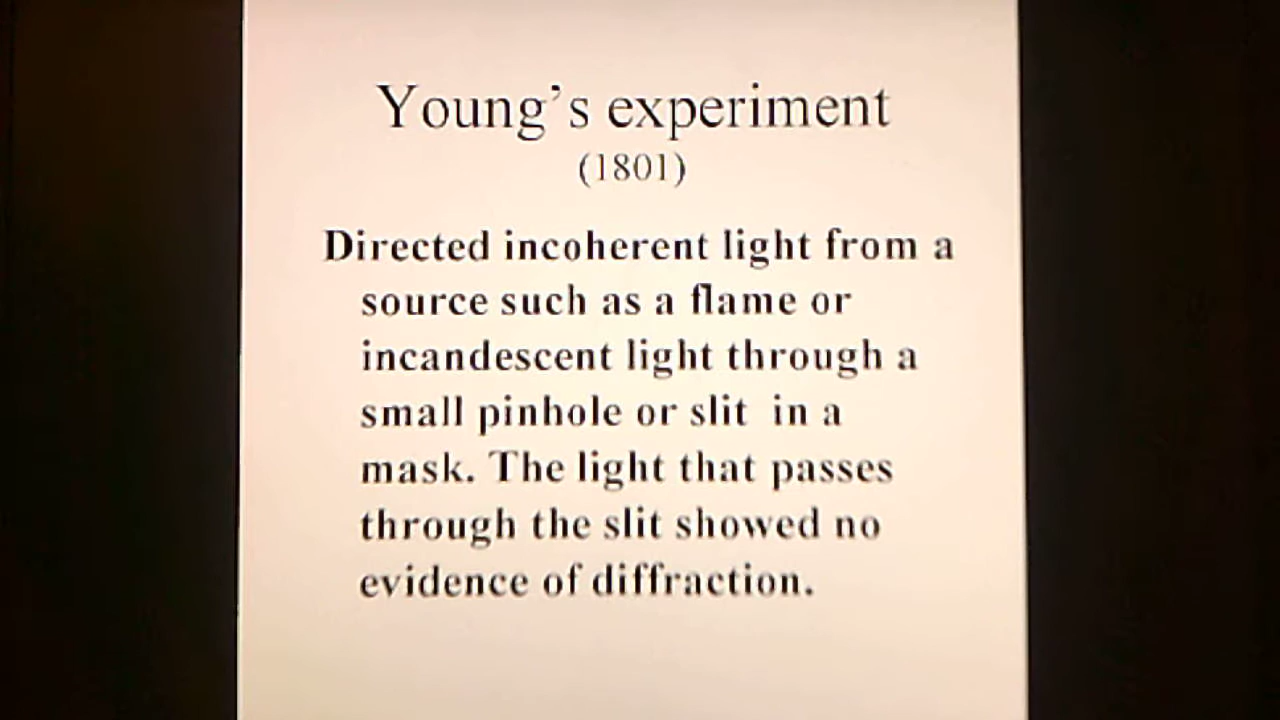 Young’s experiment
(1801)
Directed incoherent light from a
source such as a flame or
incandescent light through a
small pinhole or slit in a
mask. The light that passes
through the slit showed no
evidence of diffraction.